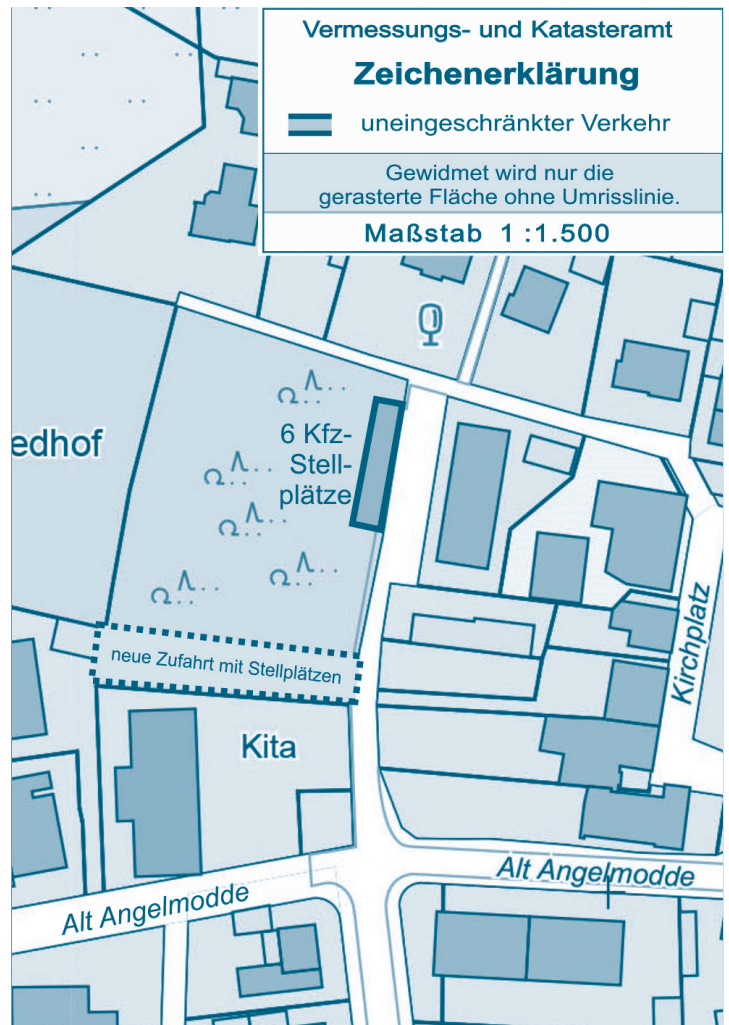 Vermessungs- und Katasteramt
Zeichenerklärung
uneingeschränkter Verkehr
Gewidmet wird nur die
gerasterte Fläche ohne Umrisslinie.
Maßstab 1 :1.500
edhof
6 Kfz-
Stell-
plätze
Kirchplatz
neue Zufahrt mit Stellplätzen
Kita
Alt Angelmodde
Alt Angelmodde